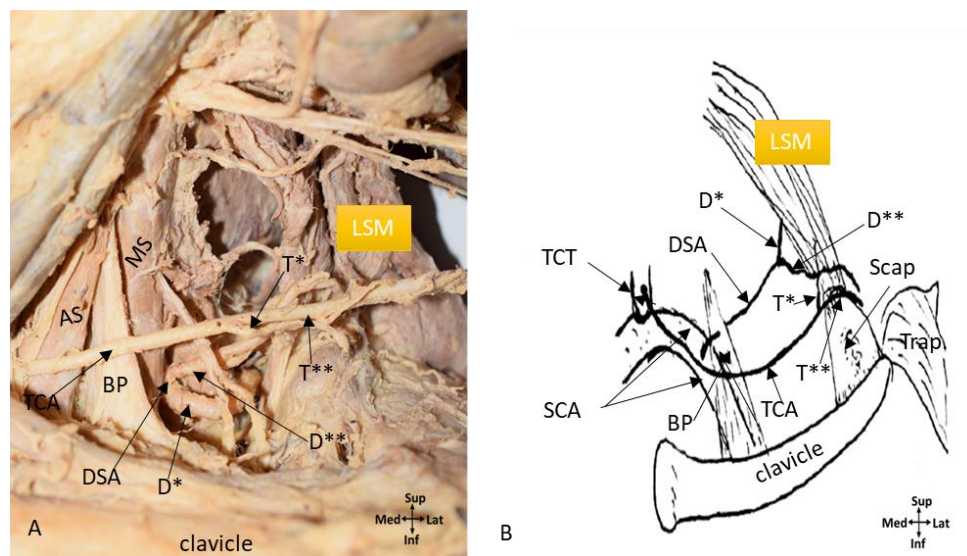 LSM
MS
T*
AS
TCA
BP
T**
DSA
D*
D**
Sup
Med Lat
Inf
A
clavicle
LSM
D*
D**
DSA
TCT
Scap
T*
Trap
T**
SCA
BP
TCA
clavicle
Sup
Med Lat
Inf
B